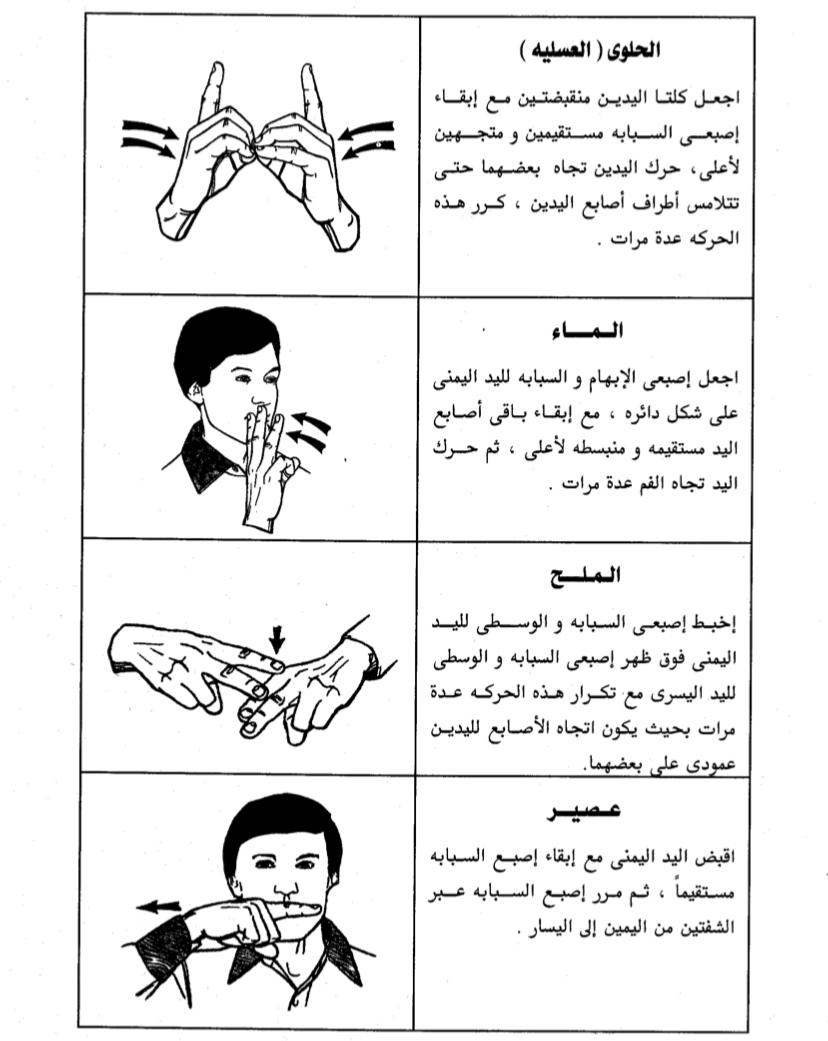 الحلوى ( العسليه )
اجعل كلتا اليدين منقبضتين مع إبقاء
إصبعى السبابه مستقيمين و متجهين
لأعلى، حرك اليدين تجاه بعضهما حتى
تتلامس أطراف أصابع اليدين ، كرر هذه
الحركه عدة مرات .
الماء
اجعل إصبعى الإبهام و السبابه لليد اليمنى
على شكل دائره ، مع إبقاء باقى أصابع
اليد مستقيمه و منبسطه لأعلى ، ثم حرك
اليد تجاه الفم عدة مرات .
الملح
إخبط إصبعى السبابه و الوسطى لليد
اليمنى فوق ظهر إصبعى السبابه و الوسطى
لليد اليسرى مع تكرار هذه الحركه عدة
مرات بحيث يكون اتجاه الأصابع لليدين
عمودى على بعضهما.
عصير
اقبض اليد اليمنى مع إبقاء إصبع السبابه
مستقيماً ، ثم مرر إصبع السبابه عبر
الشفتين من اليمين إلى اليسار .